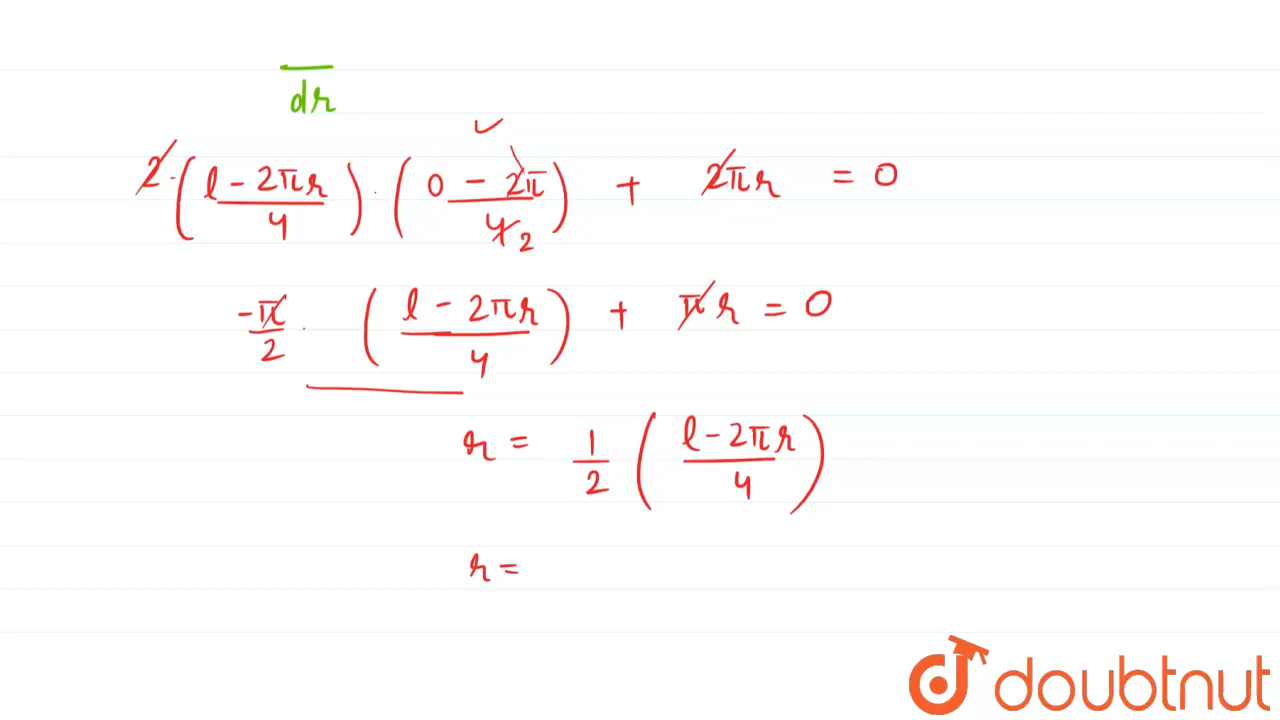 dr
2·((l - 2πr)/4)·((0 - 2π)/4 2) + 2πr = 0
-π/2 · ((l - 2πr)/4) + πr = 0
r = 1/2 ((l - 2πr)/4)
r =
doubtnut